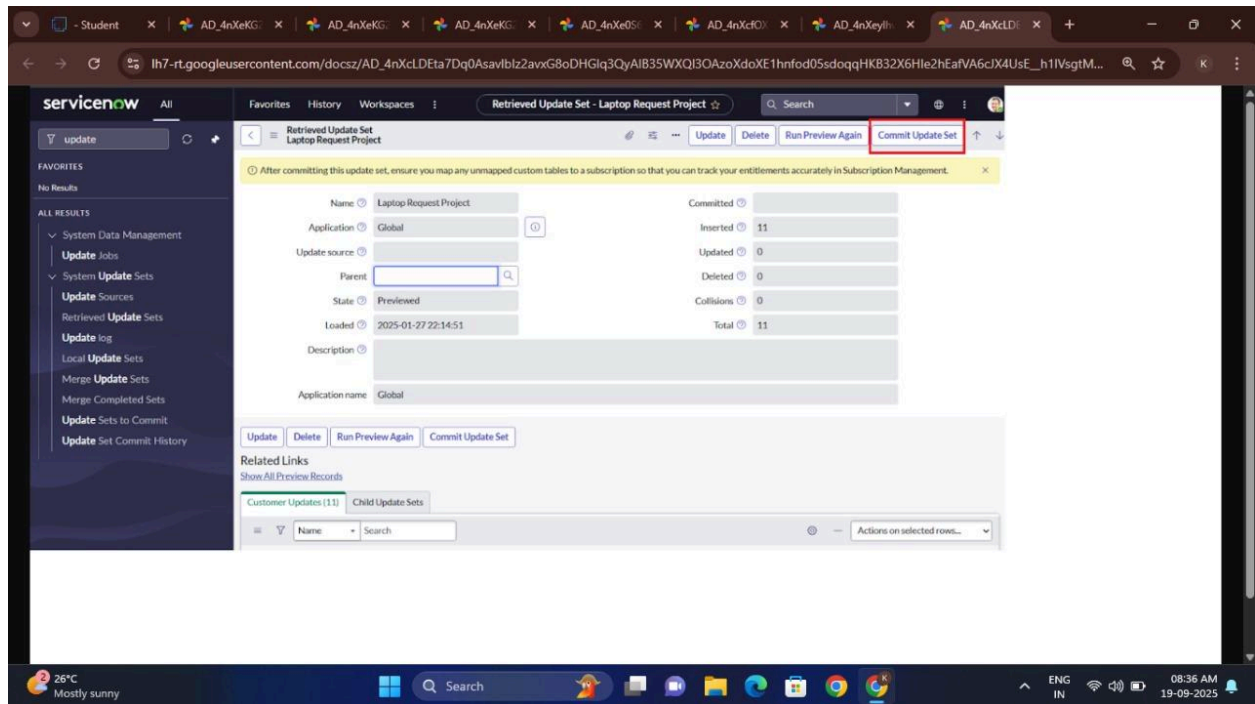 - Student
AD_4nXeKG;
AD_4nXeKG;
AD_4nXeKG;
AD_4nXe0S6
AD_4nXcfOX
AD_4nXeylh
AD_4nXcLDE
lh7-rt.googleusercontent.com/docsz/AD_4nXcLDEta7Dq0AsavIbIz2avxG8oDHGlq3QyAlB35WXQI3OAzoXdoXE1hnfod05sdoqqHKB32X6HIe2hEafVA6cJX4UsE_h1IVsgtM...
K
servicenow All Favorites History Workspaces Retrieved Update Set - Laptop Request Project Search
update
Retrieved Update Set
Laptop Request Project
Update Delete Run Preview Again Commit Update Set
FAVORITES
No Results
ALL RESULTS
System Data Management
Update Jobs
System Update Sets
Update Sources
Retrieved Update Sets
Update log
Local Update Sets
Merge Update Sets
Merge Completed Sets
Update Sets to Commit
Update Set Commit History
After committing this update set, ensure you map any unmapped custom tables to a subscription so that you can track your entitlements accurately in Subscription Management.
Name Laptop Request Project Committed
Application Global Inserted 11
Update source Updated 0
Parent Deleted 0
State Previewed Collisions 0
Loaded 2025-01-27 22:14:51 Total 11
Description
Application name Global
Update Delete Run Preview Again Commit Update Set
Related Links
Show All Preview Records
Customer Updates (11) Child Update Sets
Name Search Actions on selected rows...
2
26°C
Mostly sunny
Search
K
ENG
IN
08:36 AM
19-09-2025